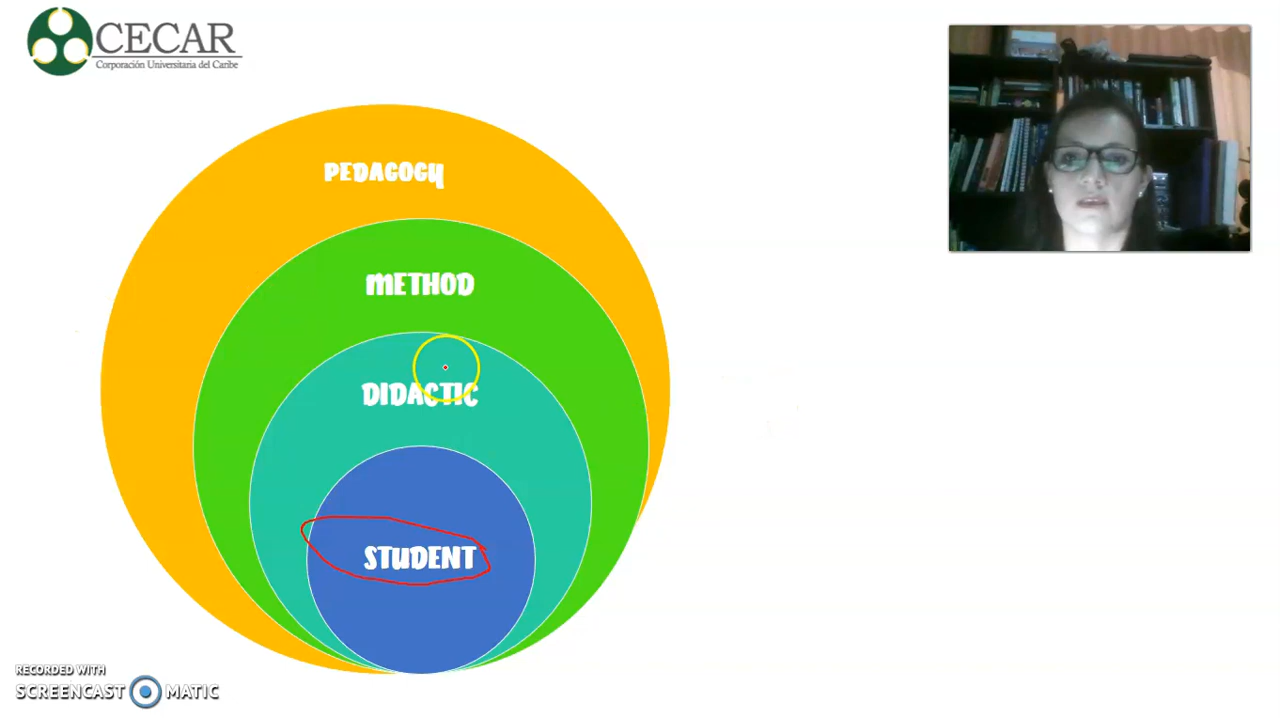 CECAR
Corporación Universitaria del Caribe
PEDAGOGY
METHOD
DIDACTIC
STUDENT
RECORDED WITH
SCREENCAST MATIC